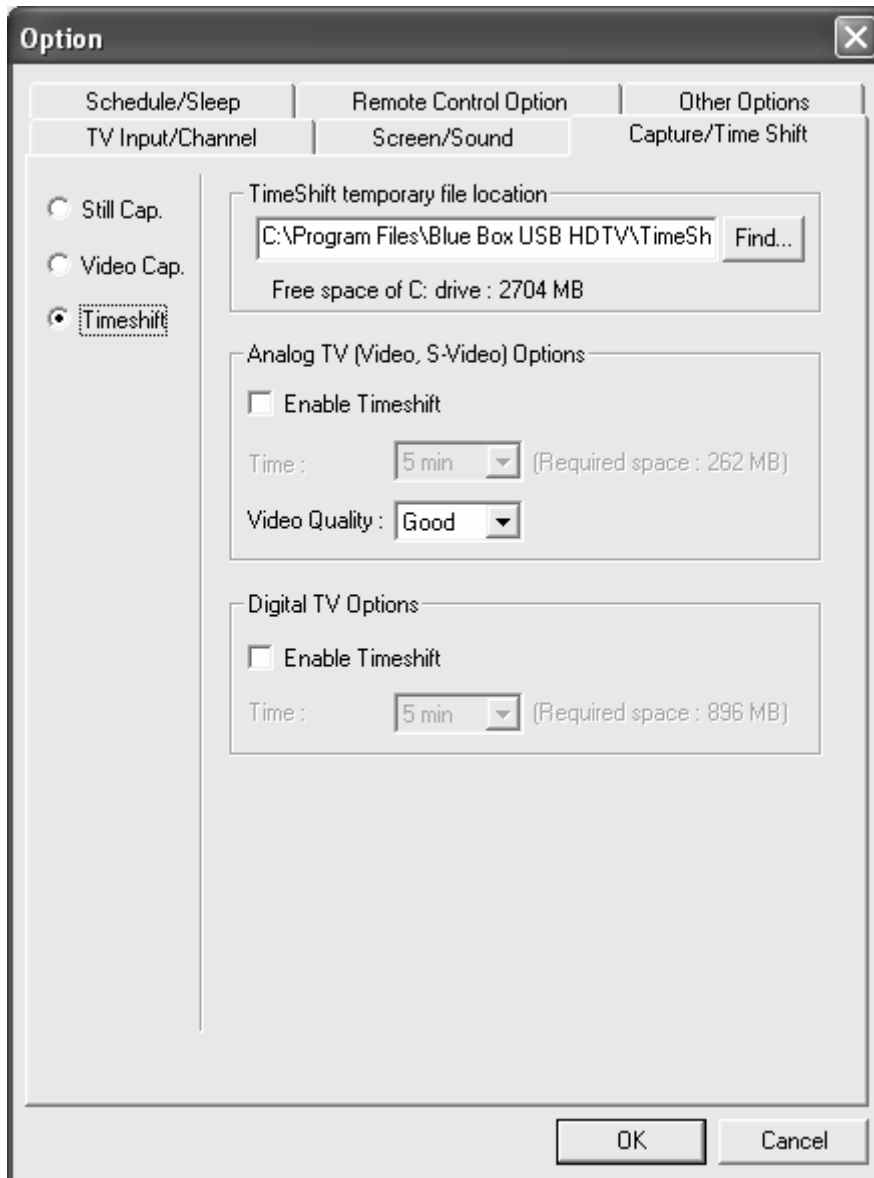 Option
Schedule/Sleep Remote Control Option Other Options
TV Input/Channel Screen/Sound Capture/Time Shift
Still Cap.
Video Cap.
Timeshift
TimeShift temporary file location
C:\Program Files\Blue Box USB HDTV\TimeSh Find...
Free space of C: drive : 2704 MB
Analog TV (Video, S-Video) Options
Enable Timeshift
Time : 5 min (Required space : 262 MB)
Video Quality : Good
Digital TV Options
Enable Timeshift
Time : 5 min (Required space : 896 MB)
OK Cancel